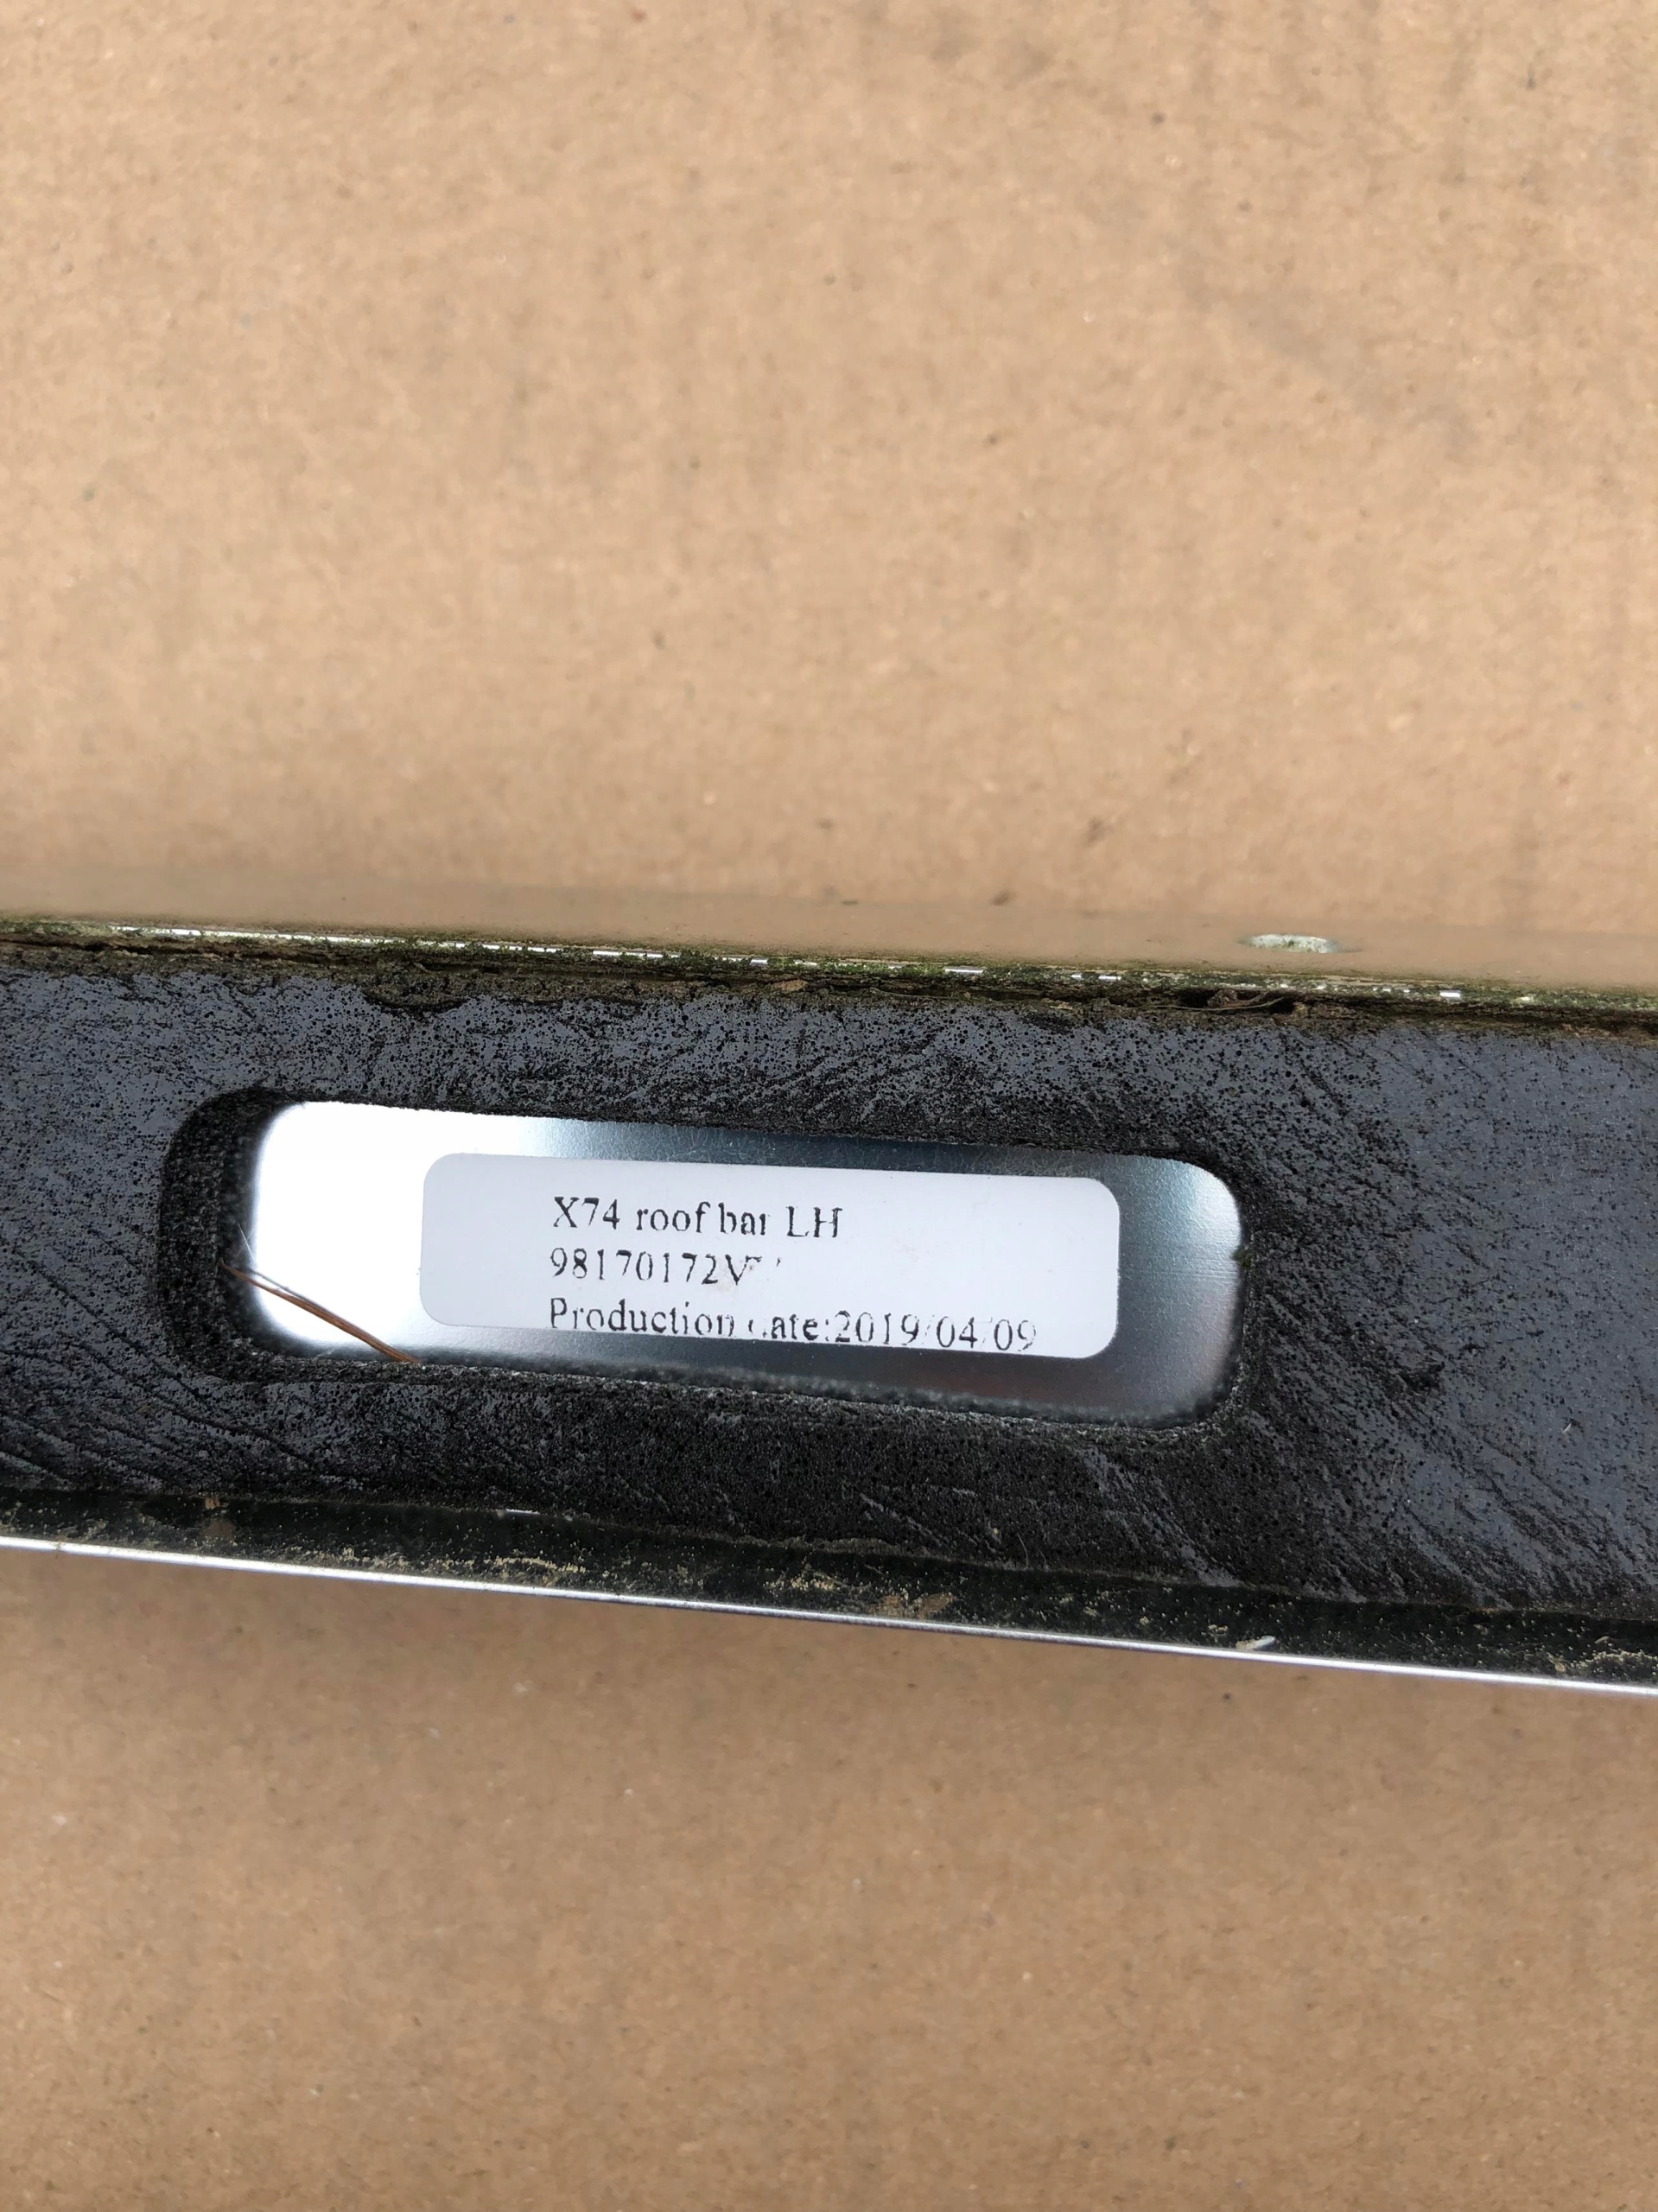 X74 roof bar LH
Production date:2019/04/09